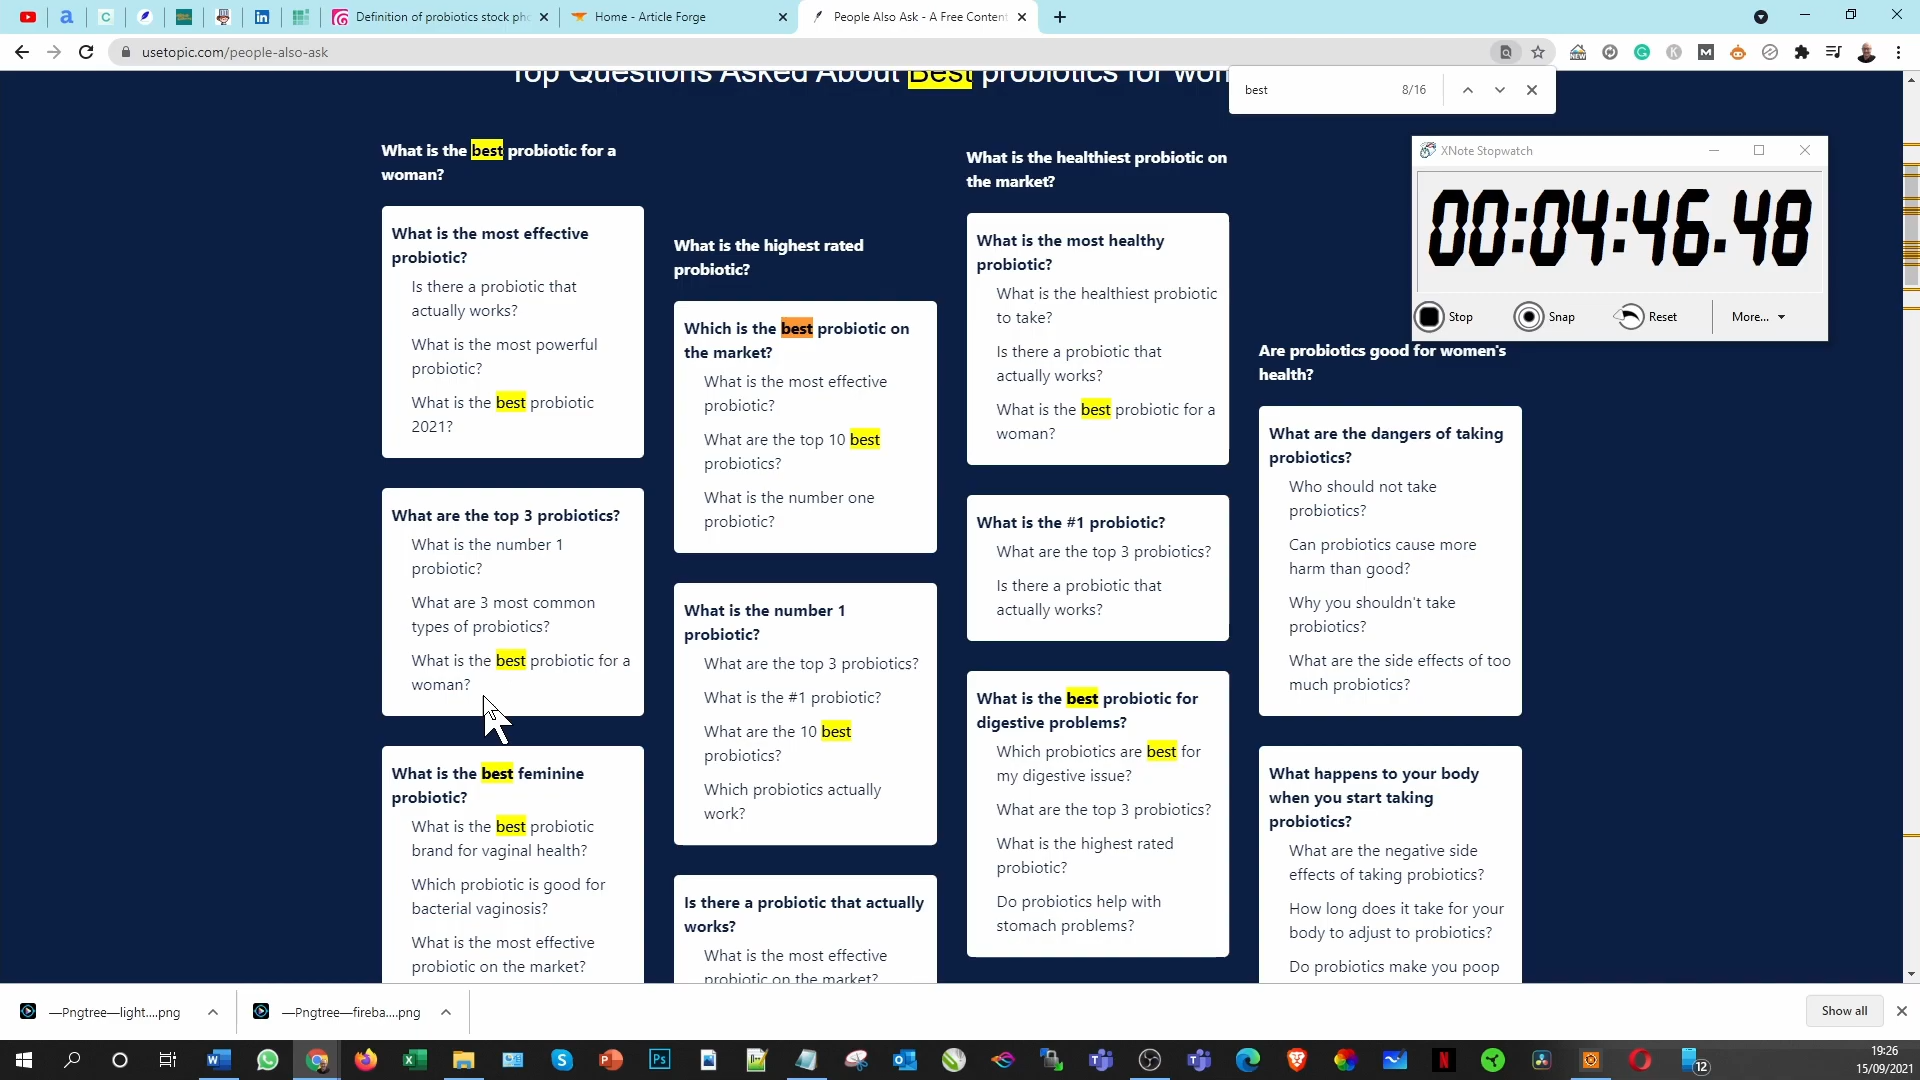 Definition of probiotics stock pho
Home - Article Forge
People Also Ask - A Free Content
usetopic.com/people-also-ask
Top Questions Asked About Best probiotics for wom
best
8/16
What is the best probiotic for a
woman?
What is the most effective
probiotic?
Is there a probiotic that
actually works?
What is the most powerful
probiotic?
What is the best probiotic
2021?
What are the top 3 probiotics?
What is the number 1
probiotic?
What are 3 most common
types of probiotics?
What is the best probiotic for a
woman?
What is the best feminine
probiotic?
What is the best probiotic
brand for vaginal health?
Which probiotic is good for
bacterial vaginosis?
What is the most effective
probiotic on the market?
What is the highest rated
probiotic?
Which is the best probiotic on
the market?
What is the most effective
probiotic?
What are the top 10 best
probiotics?
What is the number one
probiotic?
What is the number 1
probiotic?
What are the top 3 probiotics?
What is the #1 probiotic?
What are the 10 best
probiotics?
Which probiotics actually
work?
Is there a probiotic that actually
works?
What is the most effective
probiotic on the market?
What is the healthiest probiotic on
the market?
What is the most healthy
probiotic?
What is the healthiest probiotic
to take?
Is there a probiotic that
actually works?
What is the best probiotic for a
woman?
What is the #1 probiotic?
What are the top 3 probiotics?
Is there a probiotic that
actually works?
What is the best probiotic for
digestive problems?
Which probiotics are best for
my digestive issue?
What are the top 3 probiotics?
What is the highest rated
probiotic?
Do probiotics help with
stomach problems?
XNote Stopwatch
00:04:46.48
Stop
Snap
Reset
More...
Are probiotics good for women's
health?
What are the dangers of taking
probiotics?
Who should not take
probiotics?
Can probiotics cause more
harm than good?
Why you shouldn't take
probiotics?
What are the side effects of too
much probiotics?
What happens to your body
when you start taking
probiotics?
What are the negative side
effects of taking probiotics?
How long does it take for your
body to adjust to probiotics?
Do probiotics make you poop
—Pngtree—light....png
—Pngtree—fireba....png
Show all
12
19:26
15/09/2021